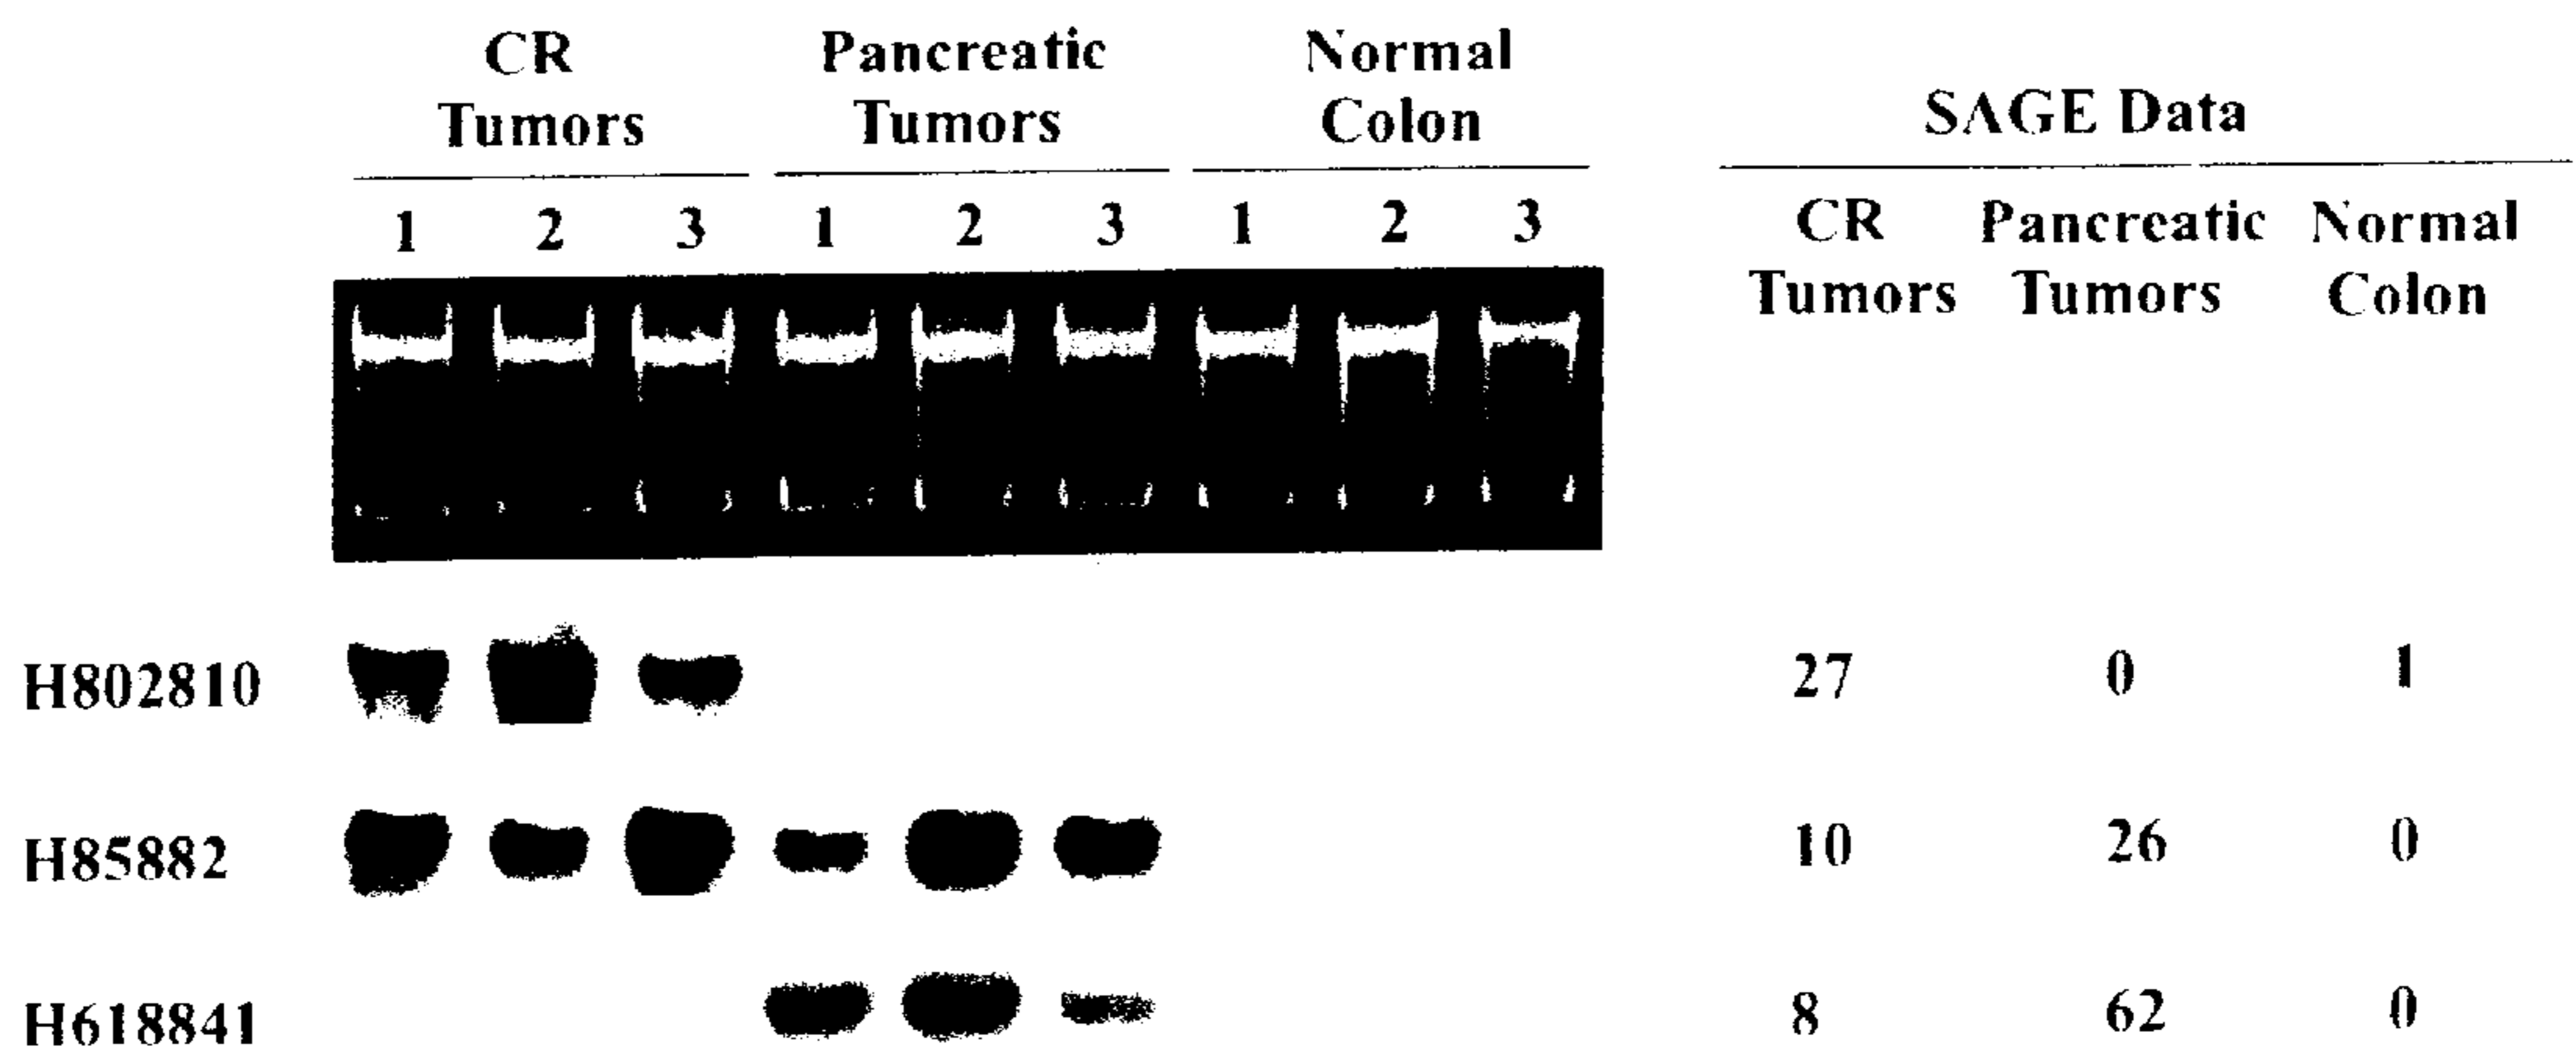 CR Pancreatic Normal
Tumors Tumors Colon SAGE Data
1 2 3 1 2 3 1 2 3 CR Pancreatic Normal
Tumors Tumors Colon
H802810 27 0 1
H85882 10 26 0
H618841 8 62 0